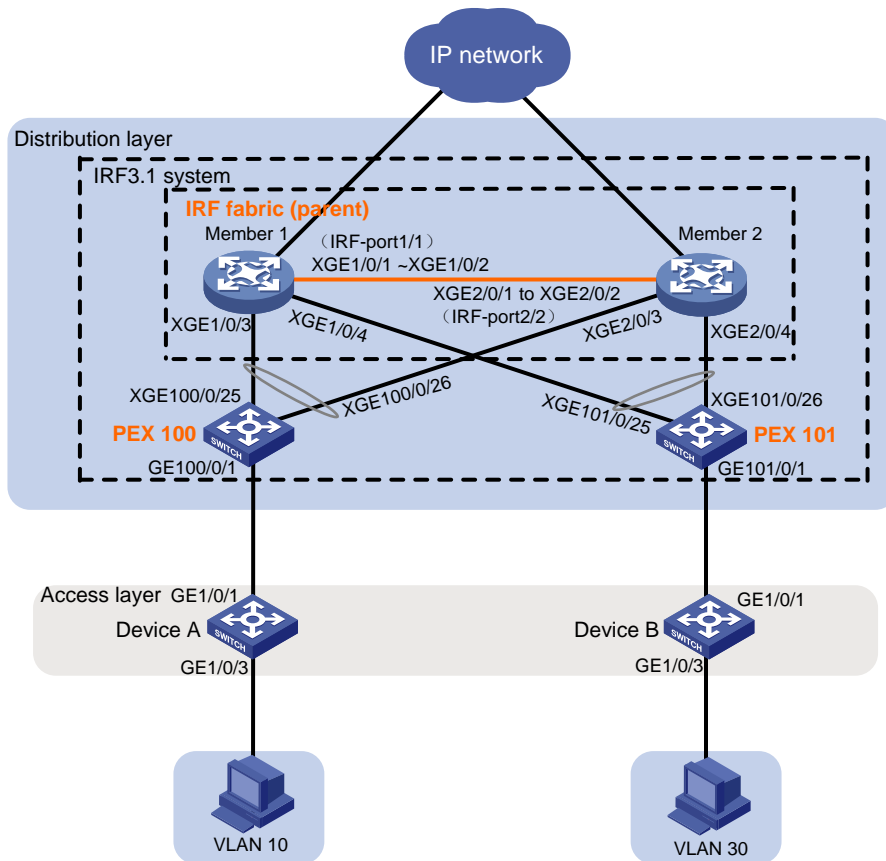 IP network
Distribution layer
IRF3.1 system
IRF fabric (parent)
Member 1
Member 2
（IRF-port1/1）
XGE1/0/1 ~XGE1/0/2
XGE2/0/1 to XGE2/0/2
（IRF-port2/2）
XGE1/0/3
XGE1/0/4
XGE2/0/3
XGE2/0/4
XGE100/0/25
XGE100/0/26
XGE101/0/25
XGE101/0/26
PEX 100
SWITCH
PEX 101
SWITCH
GE100/0/1
GE101/0/1
Access layer
GE1/0/1
GE1/0/1
Device A
SWITCH
Device B
SWITCH
GE1/0/3
GE1/0/3
VLAN 10
VLAN 30